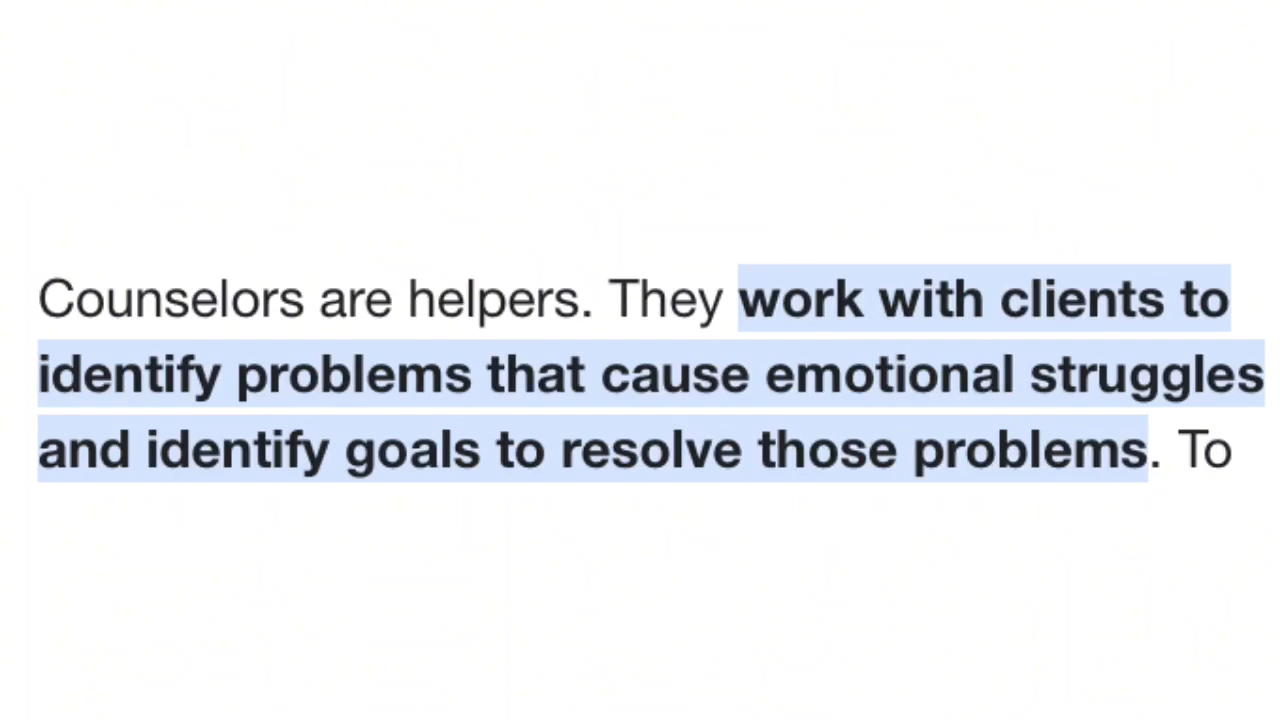 Counselors are helpers. They work with clients to
identify problems that cause emotional struggles
and identify goals to resolve those problems. To